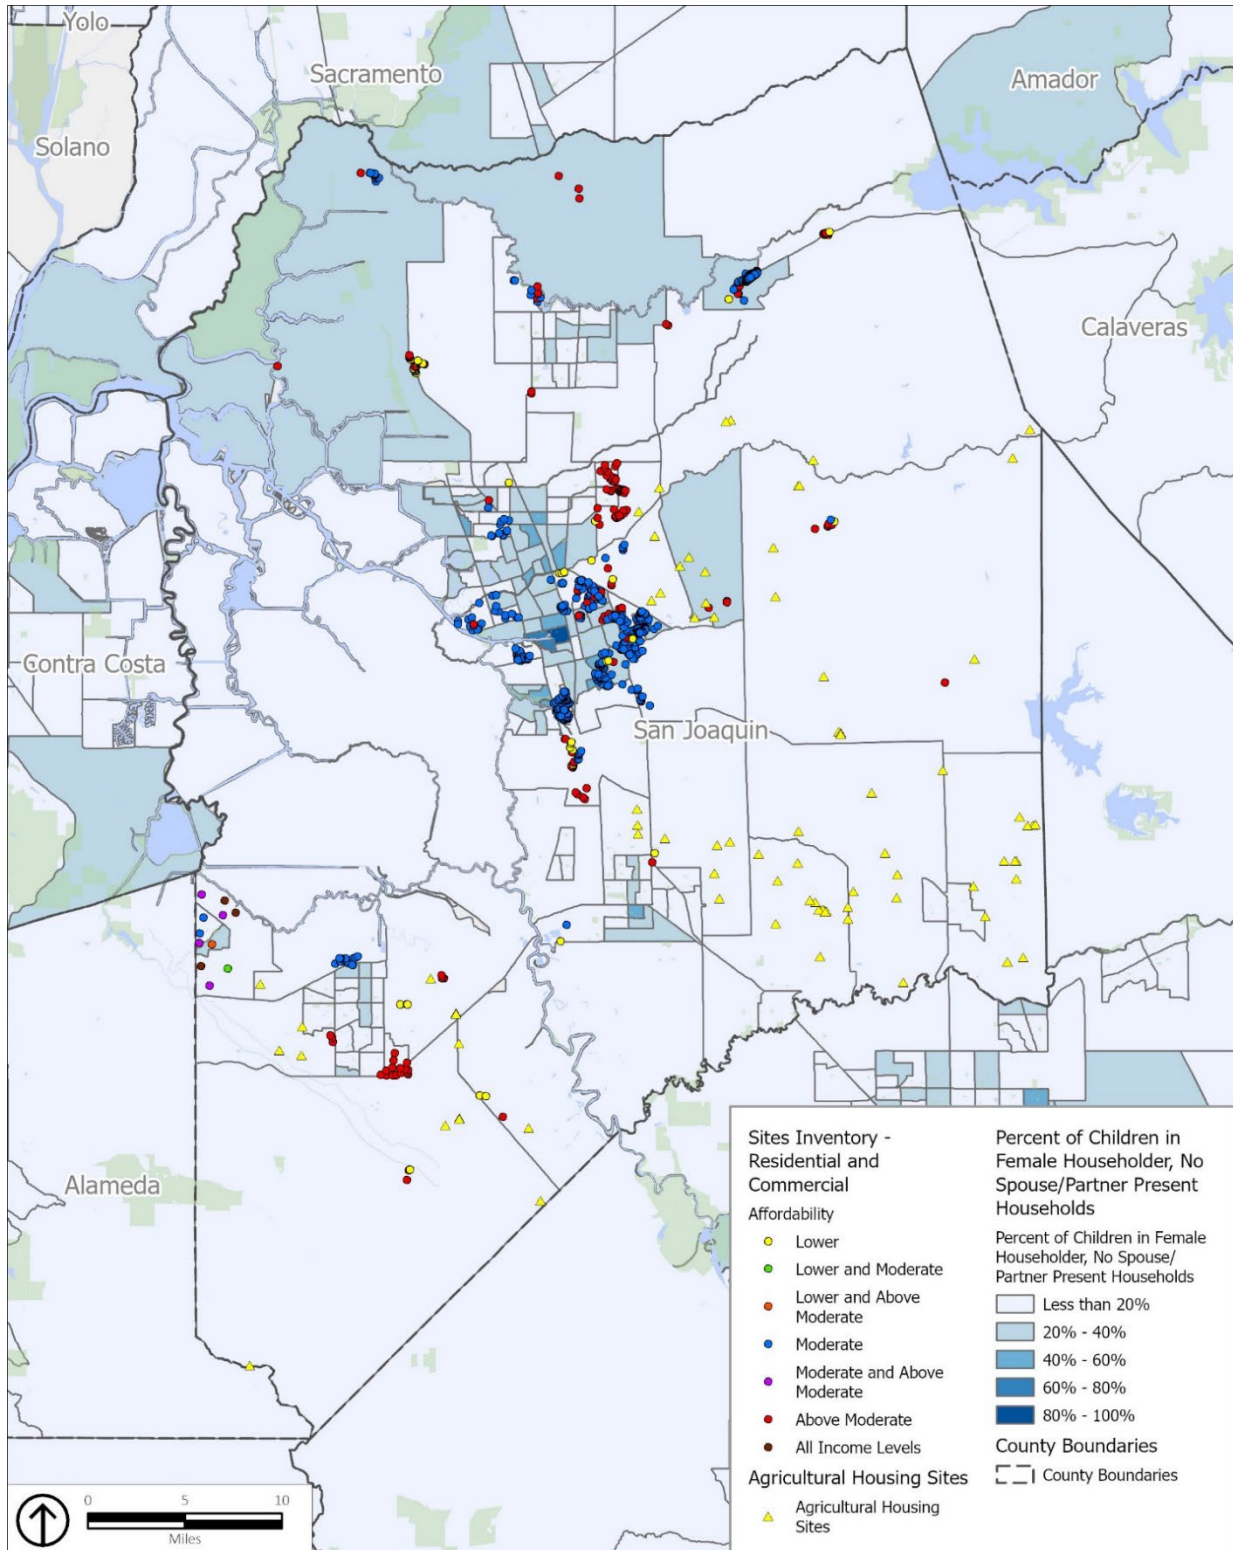 Yolo
Sacramento
Amador
Solano
Calaveras
Contra Costa
San Joaquin
Alameda
Sites Inventory -
Residential and
Commercial
Affordability
Lower
Lower and Moderate
Lower and Above
Moderate
Moderate
Moderate and Above
Moderate
Above Moderate
All Income Levels
Agricultural Housing Sites
Agricultural Housing
Sites
Percent of Children in
Female Householder, No
Spouse/Partner Present
Households
Percent of Children in Female
Householder, No Spouse/
Partner Present Households
Less than 20%
20% - 40%
40% - 60%
60% - 80%
80% - 100%
County Boundaries
County Boundaries
0 5 10
Miles